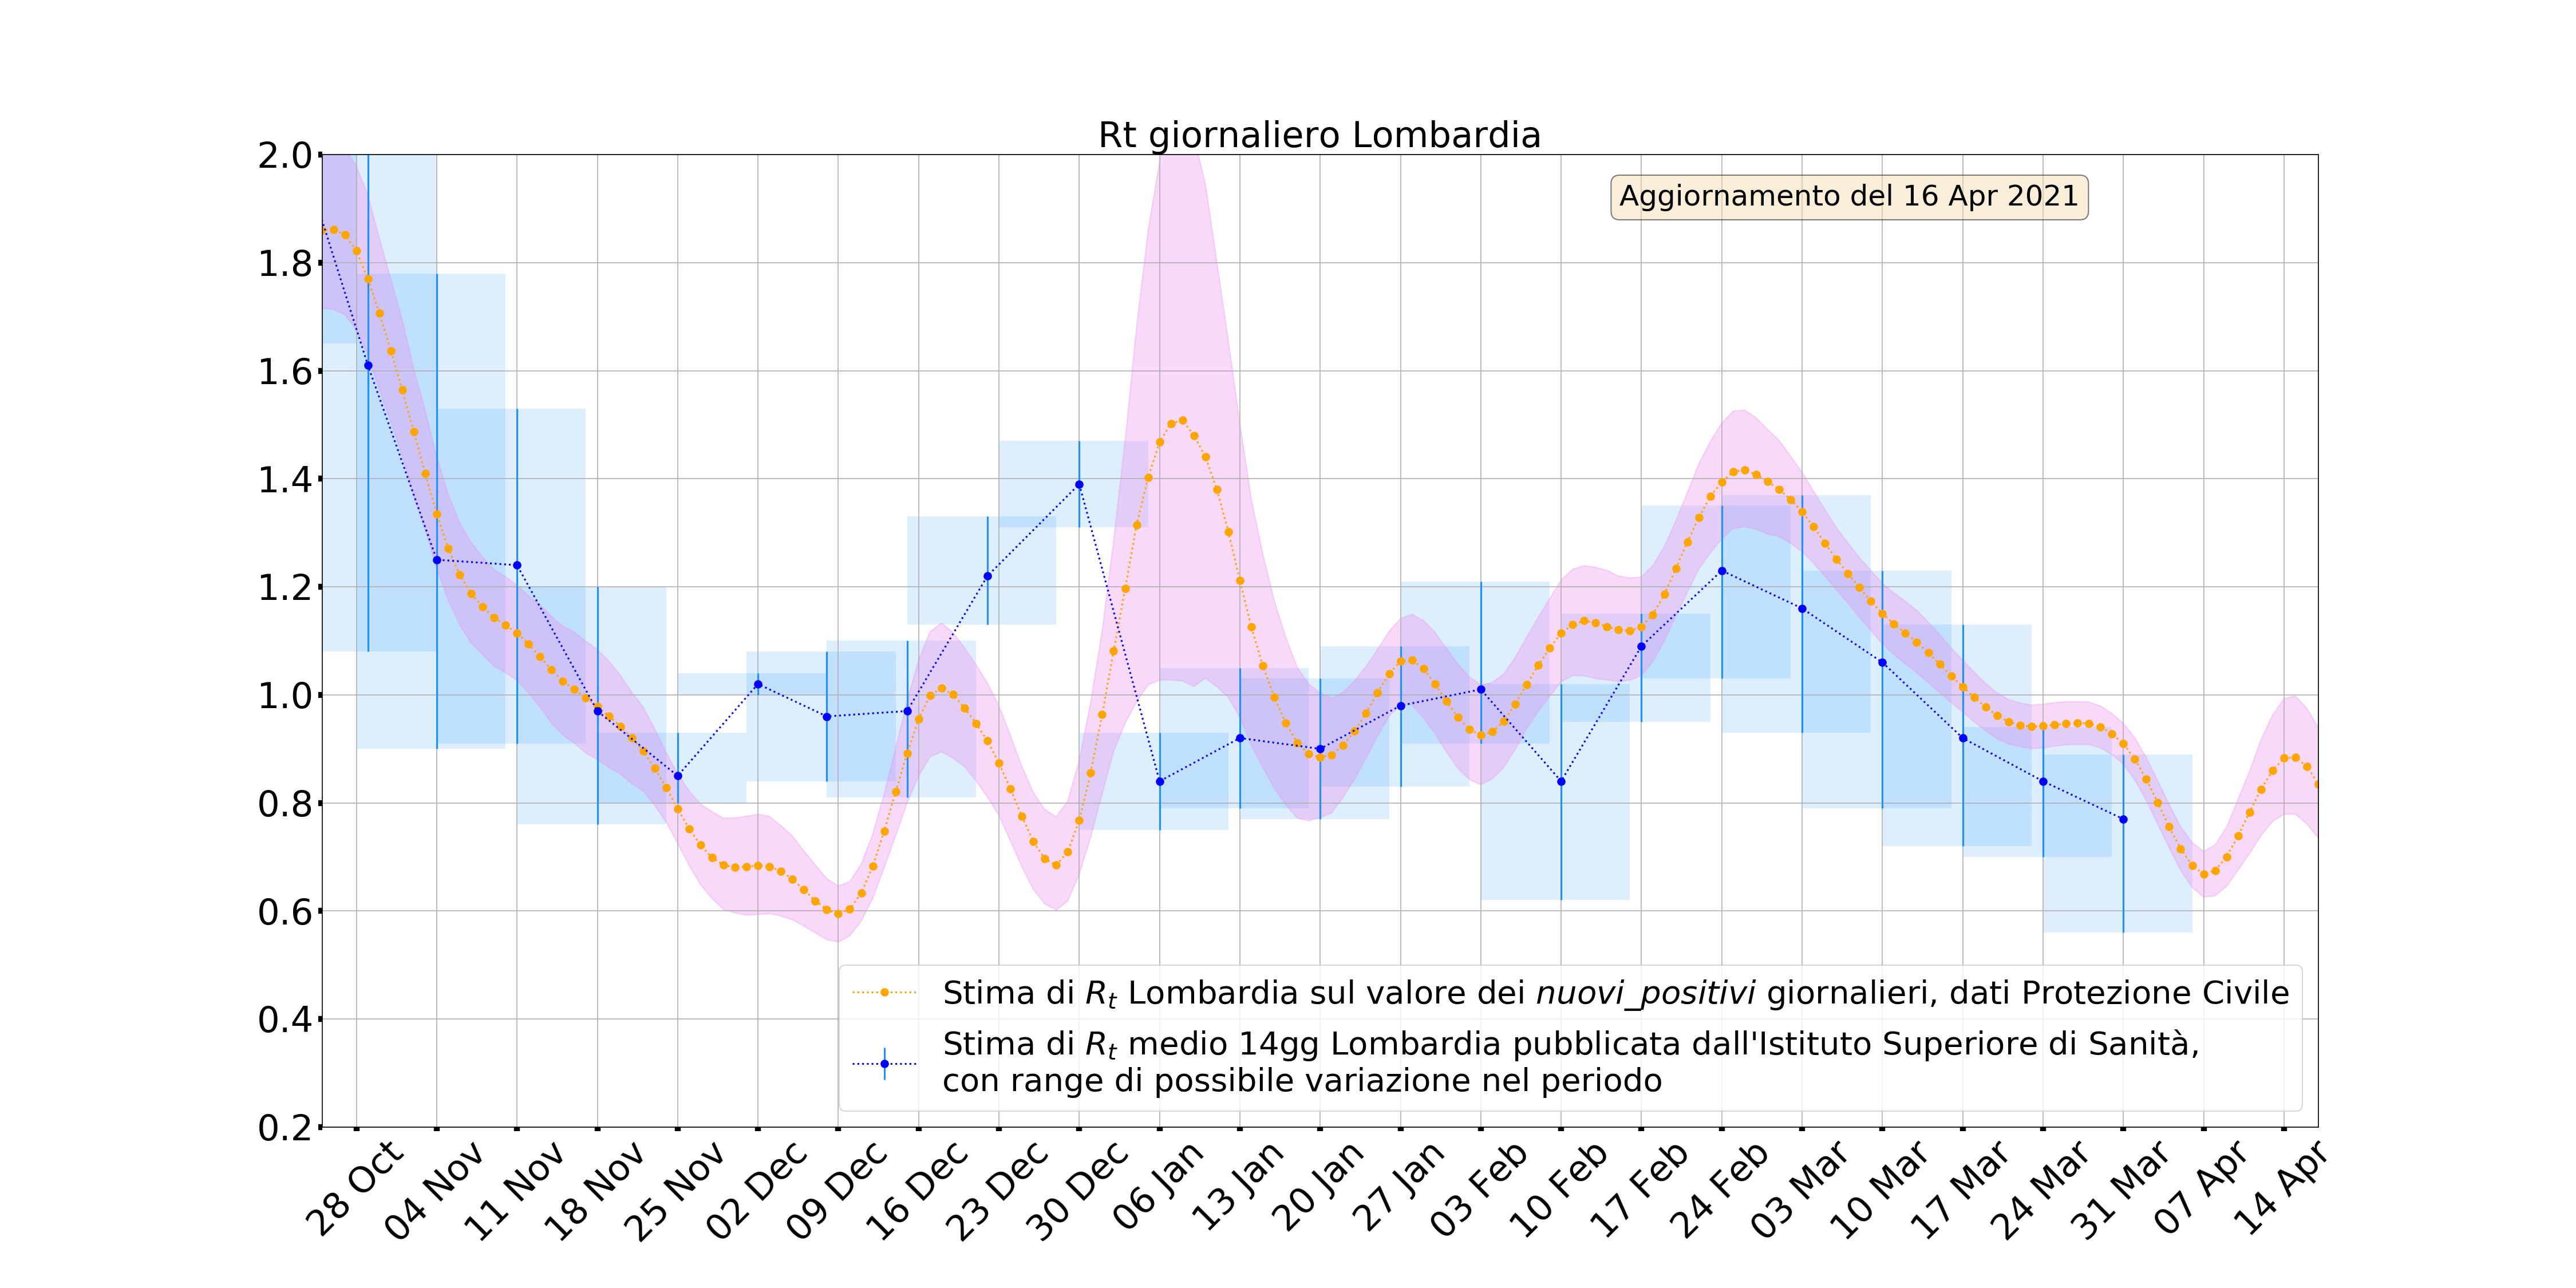 Rt giornaliero Lombardia
Aggiornamento del 16 Apr 2021
2.0
1.8
1.6
1.4
1.2
1.0
0.8
0.6
0.4
0.2
Stima di Rt Lombardia sul valore dei nuovi_positivi giornalieri, dati Protezione Civile
Stima di Rt medio 14gg Lombardia pubblicata dall'Istituto Superiore di Sanità,
con range di possibile variazione nel periodo
28 Oct
04 Nov
11 Nov
18 Nov
25 Nov
02 Dec
09 Dec
16 Dec
23 Dec
30 Dec
06 Jan
13 Jan
20 Jan
27 Jan
03 Feb
10 Feb
17 Feb
24 Feb
03 Mar
10 Mar
17 Mar
24 Mar
31 Mar
07 Apr
14 Apr